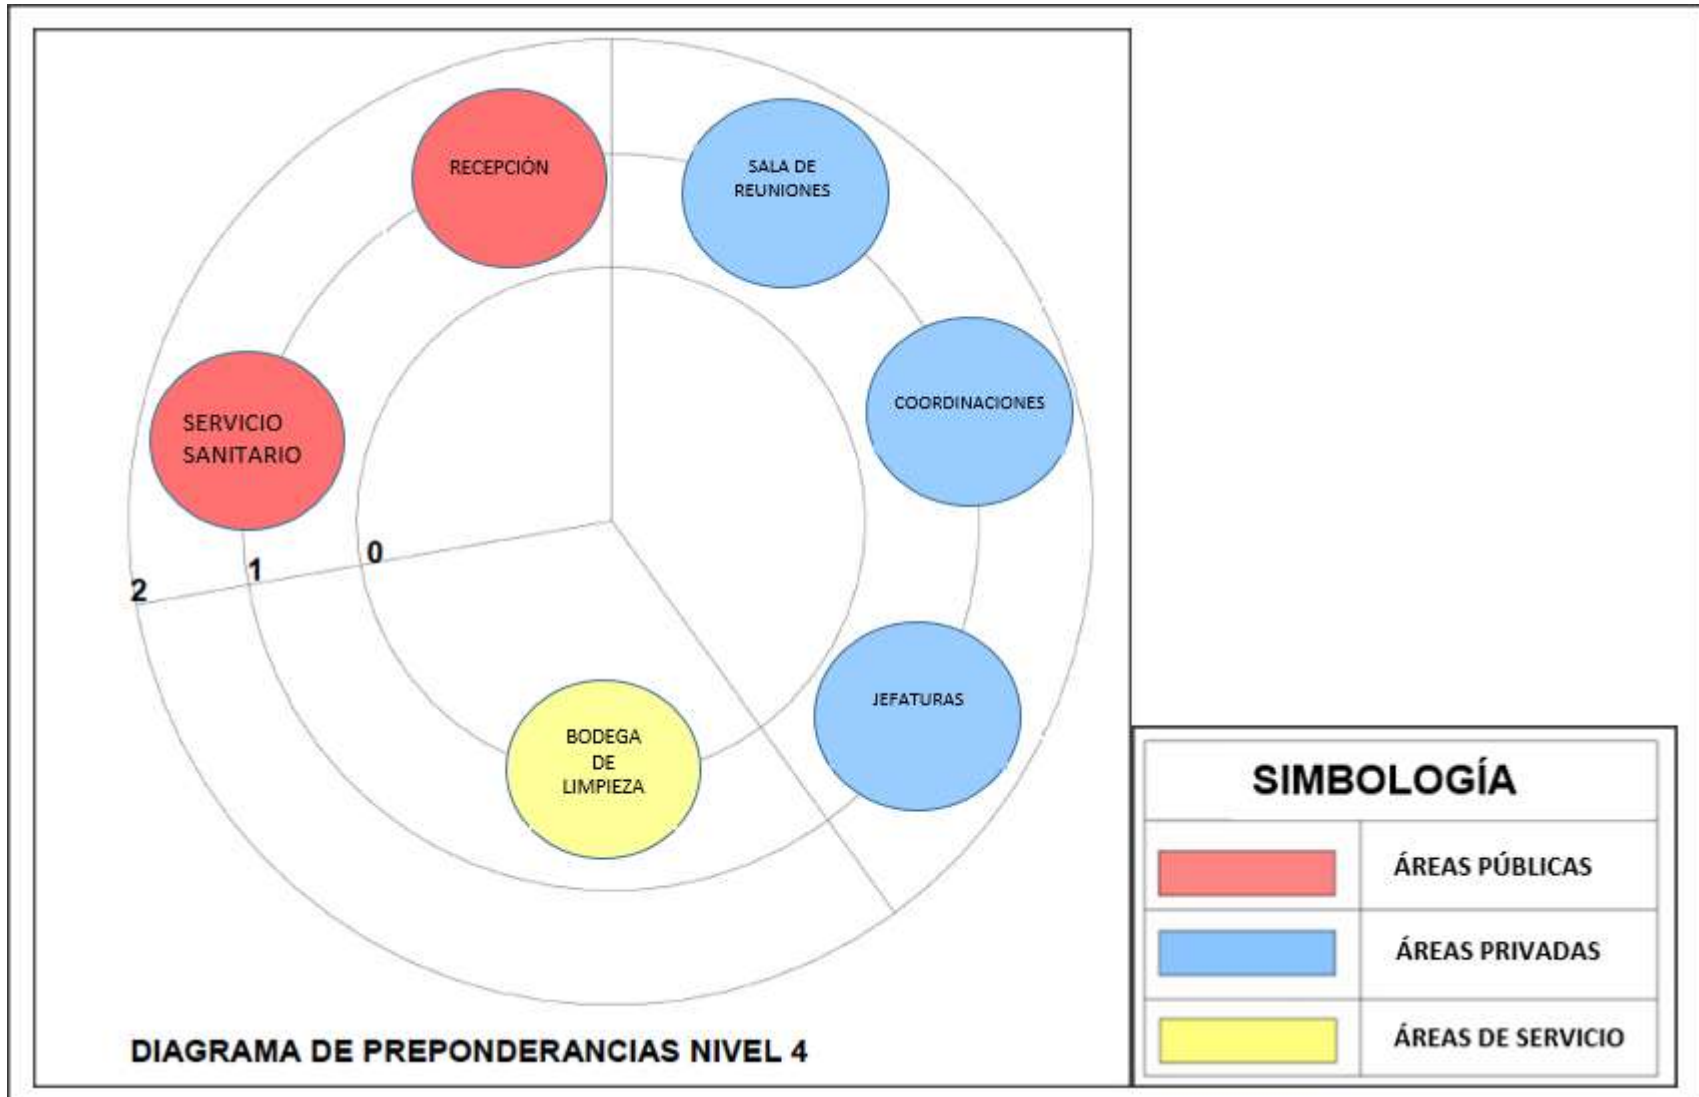 RECEPCIÓN
SALA DE
REUNIONES
COORDINACIONES
SERVICIO
SANITARIO
0
1
2
JEFATURAS
BODEGA
DE
LIMPIEZA
DIAGRAMA DE PREPONDERANCIAS NIVEL 4
SIMBOLOGÍA
ÁREAS PÚBLICAS
ÁREAS PRIVADAS
ÁREAS DE SERVICIO